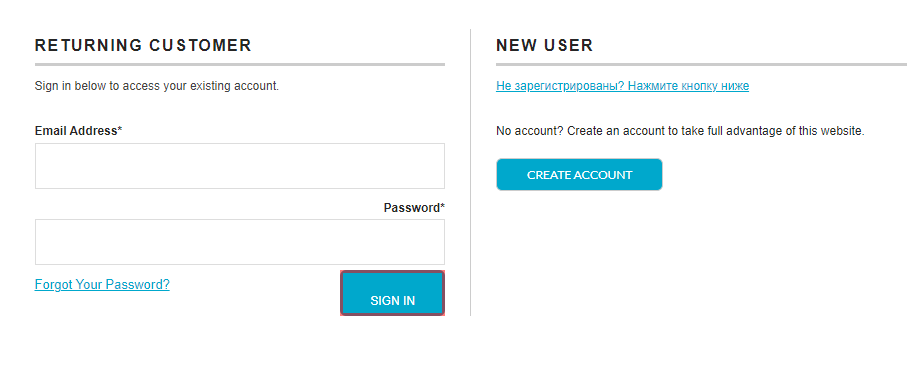 RETURNING CUSTOMER
Sign in below to access your existing account.
Email Address*
Password*
Forgot Your Password?
SIGN IN
NEW USER
Не зарегистрированы? Нажмите кнопку ниже
No account? Create an account to take full advantage of this website.
CREATE ACCOUNT